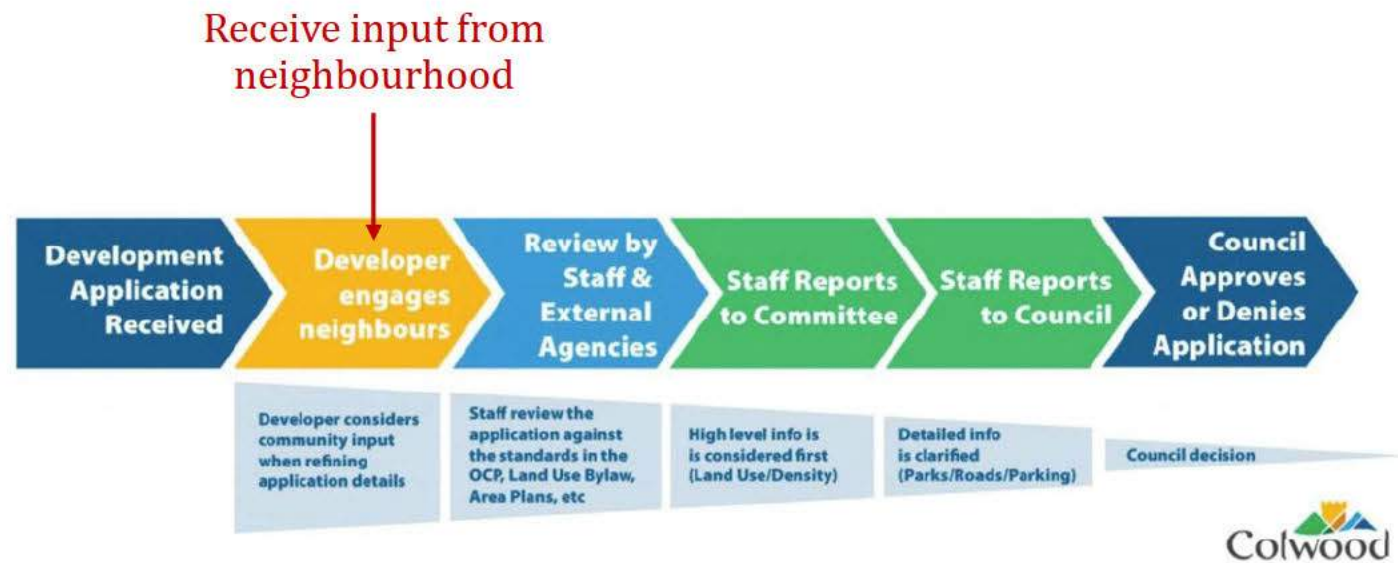 Receive input from
neighbourhood
Development
Application
Received
Developer
engages
neighbours
Review by
Staff &
External
Agencies
Staff Reports
to Committee
Staff Reports
to Council
Council
Approves
or Denies
Application
Developer considers
community input
when refining
application details
Staff review the
application against
the standards in the
OCP, Land Use Bylaw,
Area Plans, etc
High level info is
is considered first
(Land Use/Density)
Detailed info
is clarified
(Parks/Roads/Parking)
Council decision
Colwood